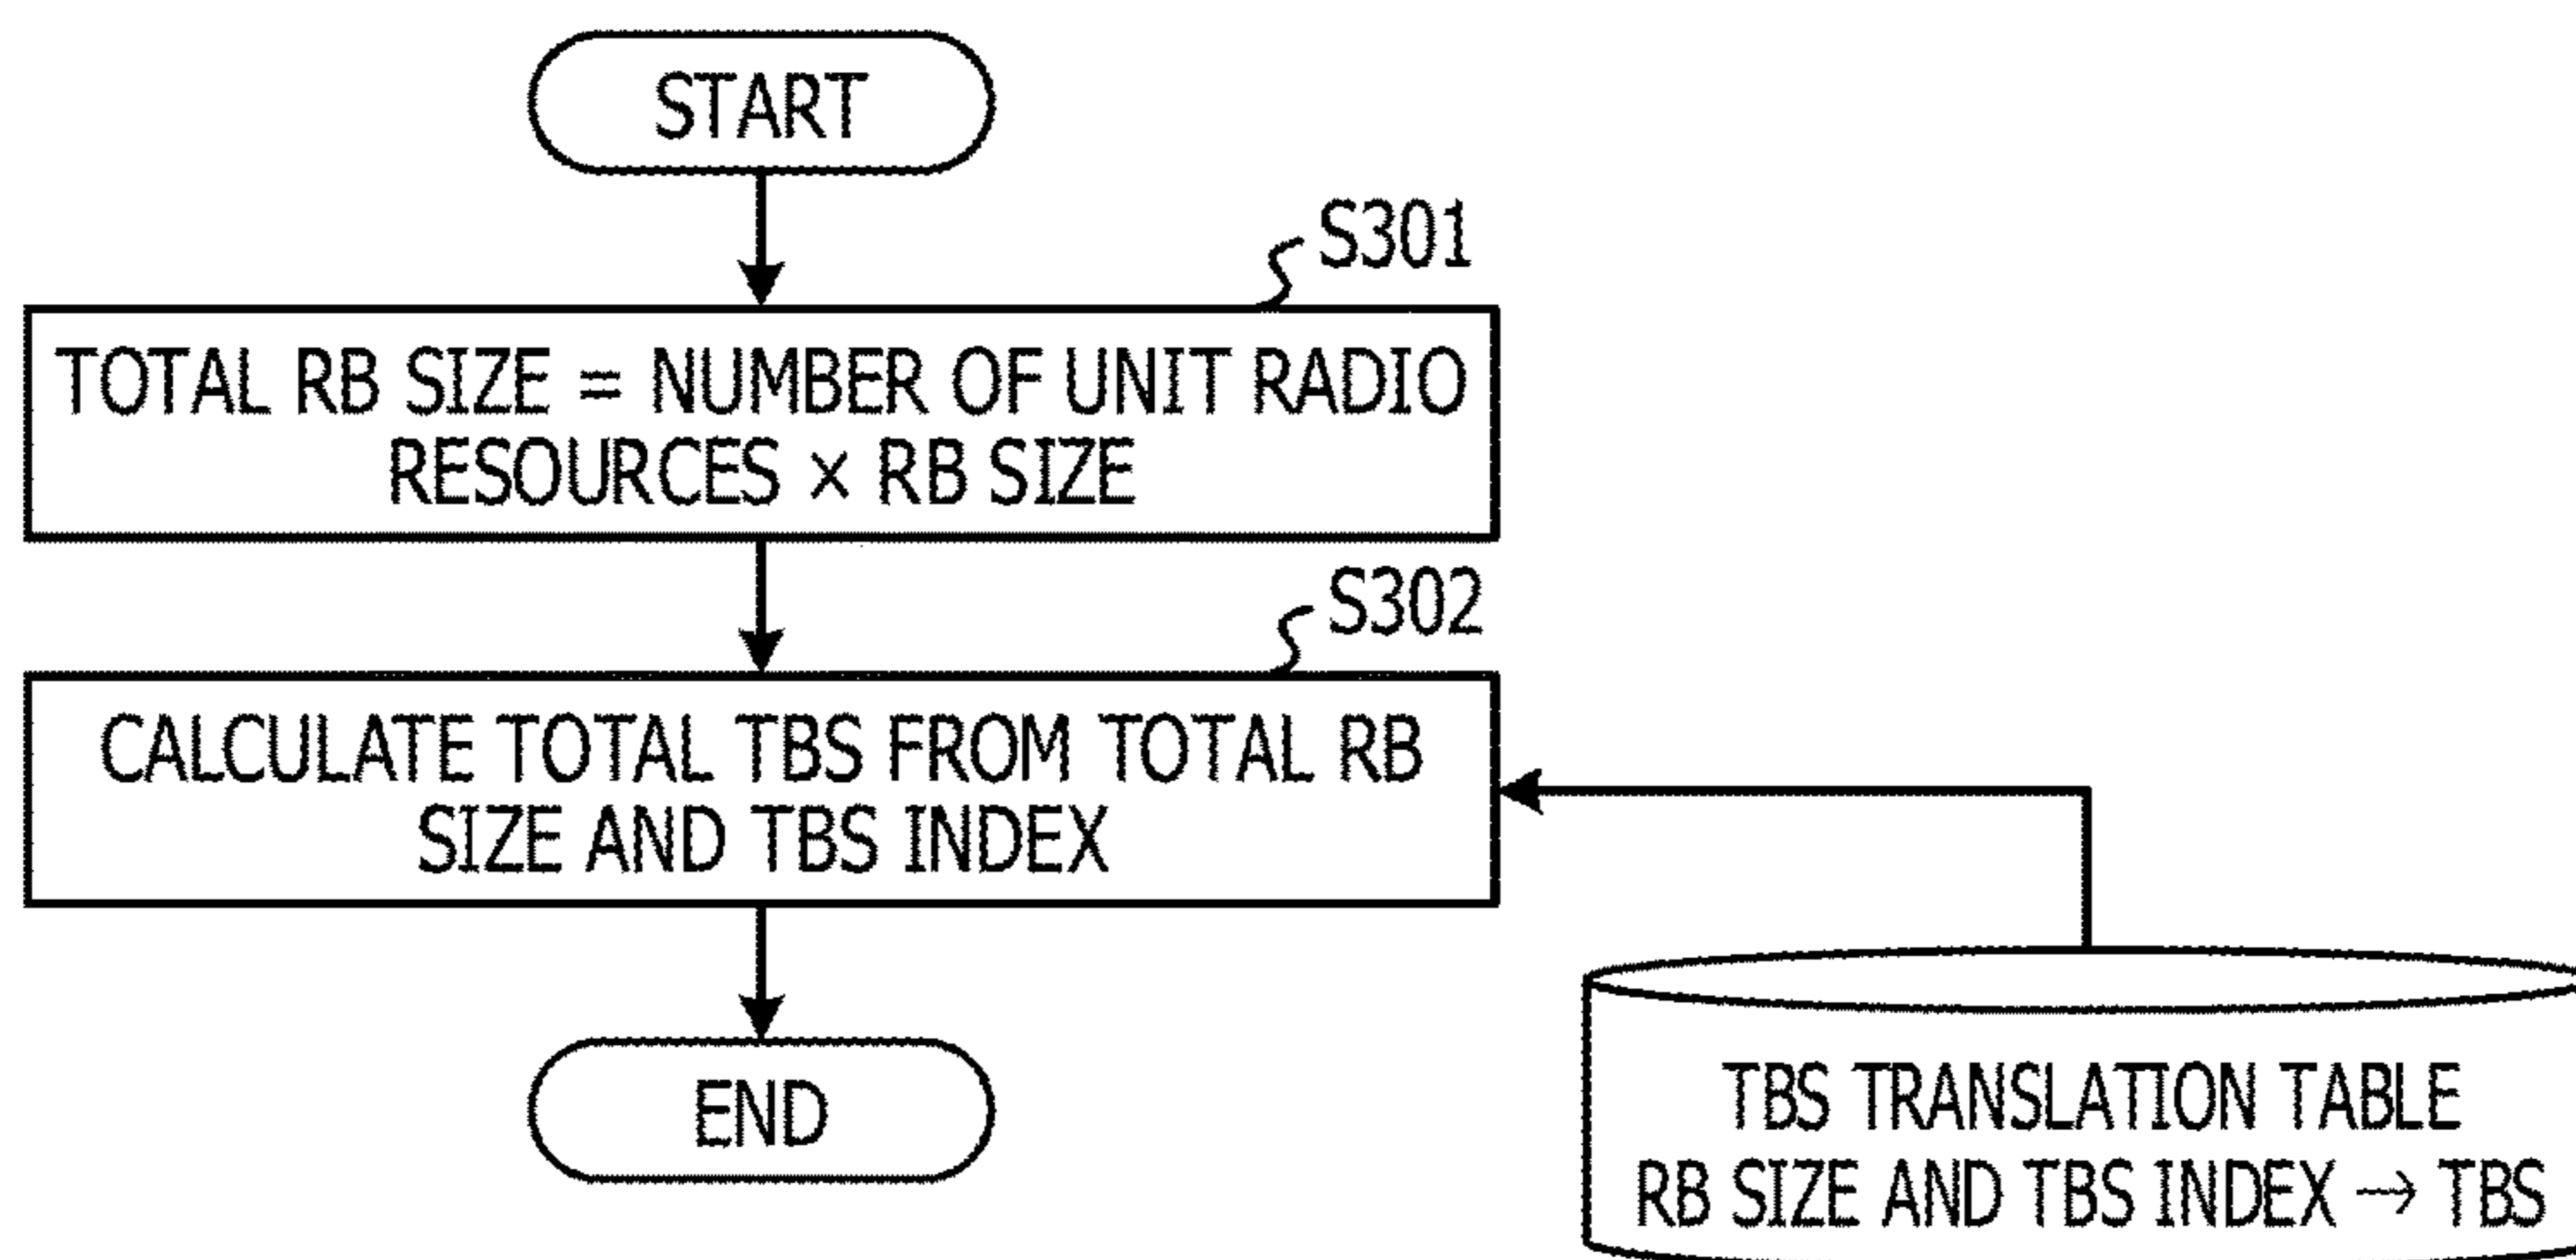 START
S301
TOTAL RB SIZE = NUMBER OF UNIT RADIO
RESOURCES × RB SIZE
S302
CALCULATE TOTAL TBS FROM TOTAL RB
SIZE AND TBS INDEX
END
TBS TRANSLATION TABLE
RB SIZE AND TBS INDEX → TBS